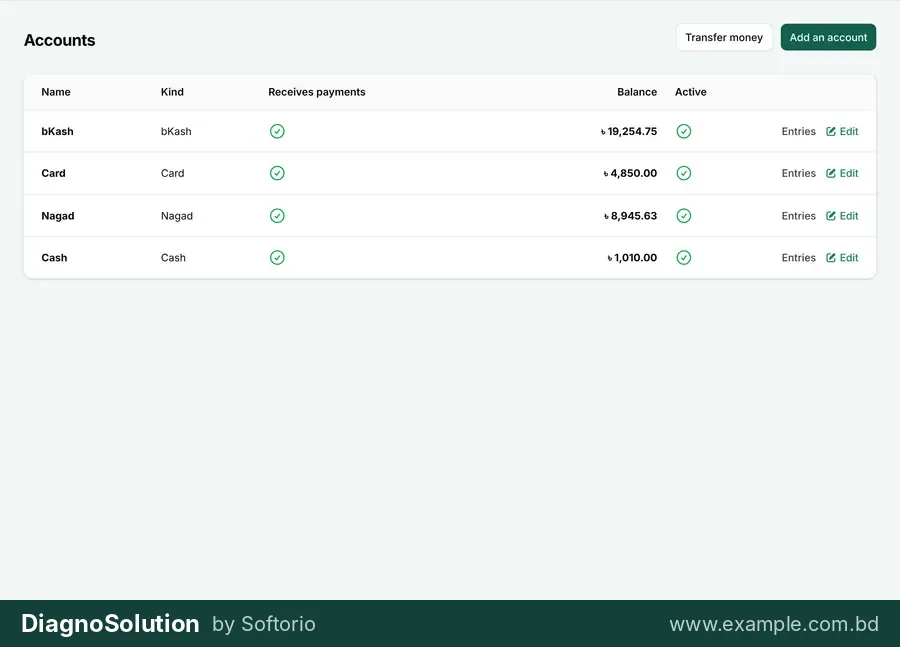 Accounts
Transfer money
Add an account
Name Kind Receives payments Balance Active
bKash bKash ৳ 19,254.75 Entries Edit
Card Card ৳ 4,850.00 Entries Edit
Nagad Nagad ৳ 8,945.63 Entries Edit
Cash Cash ৳ 1,010.00 Entries Edit
DiagnoSolution by Softorio www.example.com.bd